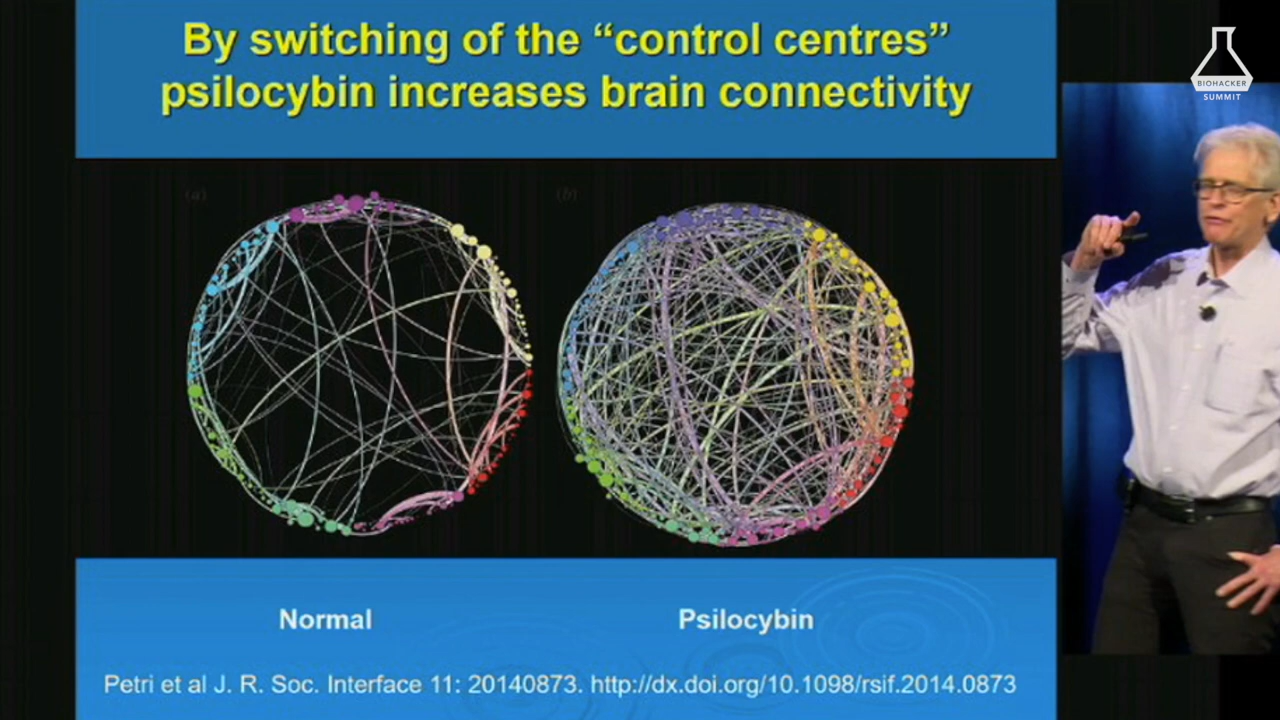 By switching of the “control centres”
psilocybin increases brain connectivity
BIOHACKER
SUMMIT
(a)
(b)
Normal
Psilocybin
Petri et al J. R. Soc. Interface 11: 20140873. http://dx.doi.org/10.1098/rsif.2014.0873